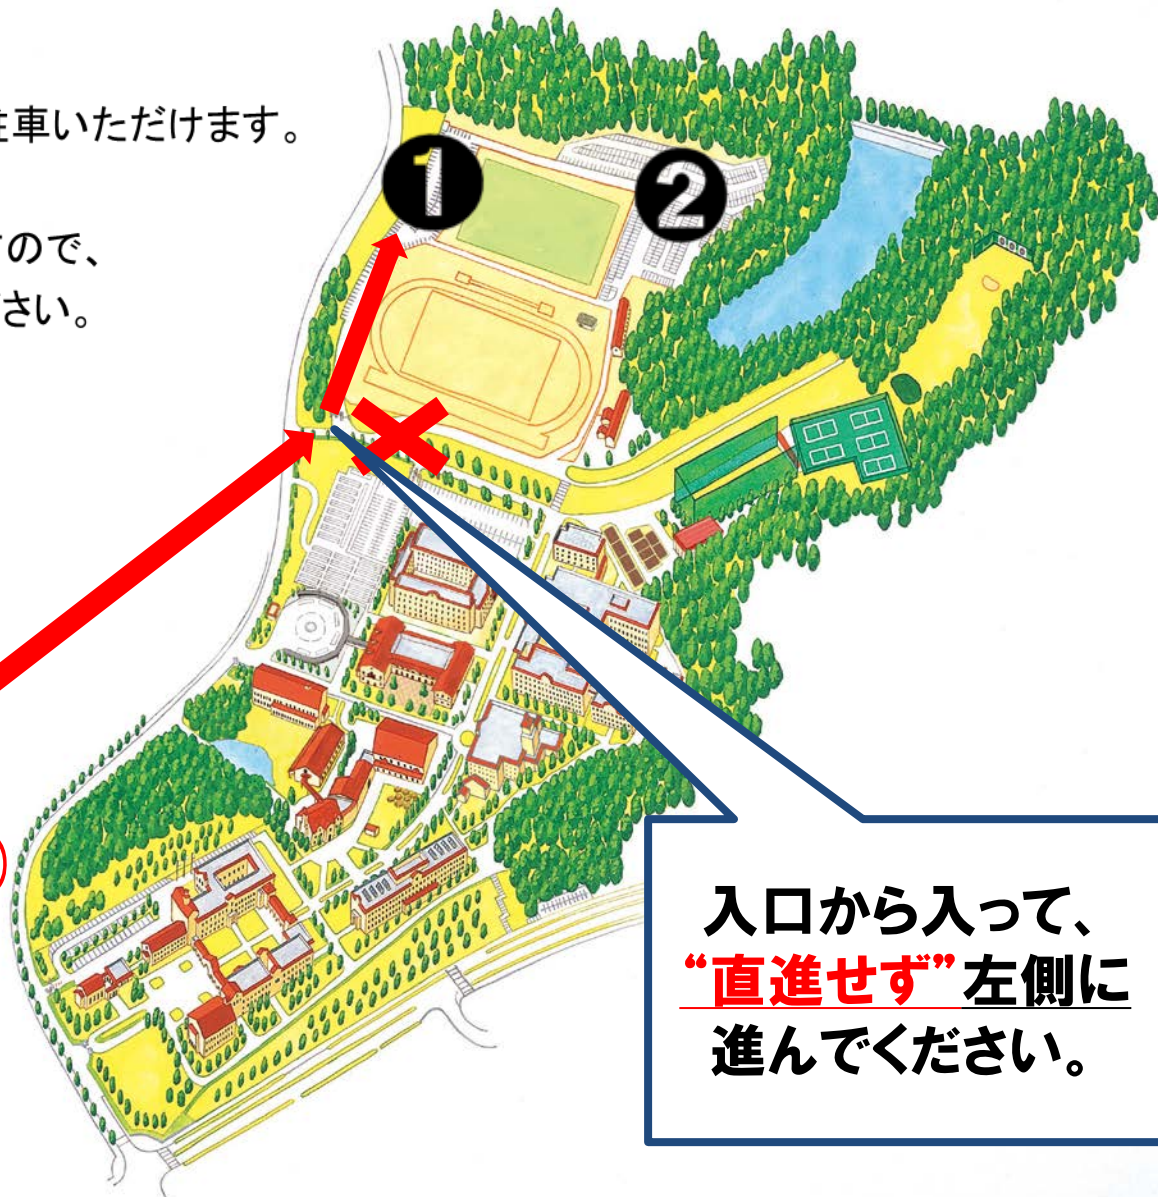 車いただけます。
ので、
さい。
1
2
入口から入って、
“直進せず”左側に
進んでください。